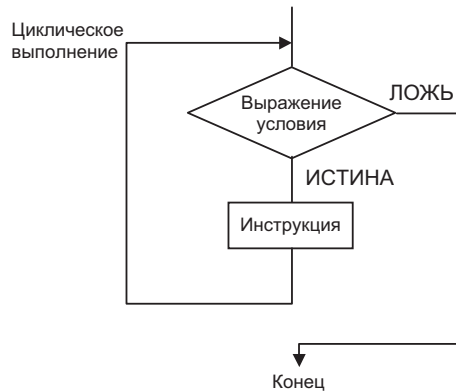 Циклическое
выполнение
Выражение
условия
ЛОЖЬ
ИСТИНА
Инструкция
Конец